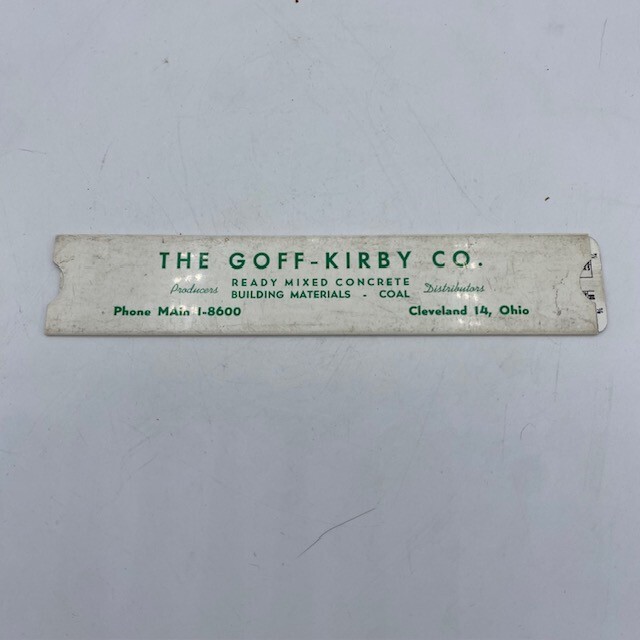 THE GOFF-KIRBY CO.
Producers READY MIXED CONCRETE Distributors
BUILDING MATERIALS - COAL
Phone MAin 1-8600 Cleveland 14, Ohio